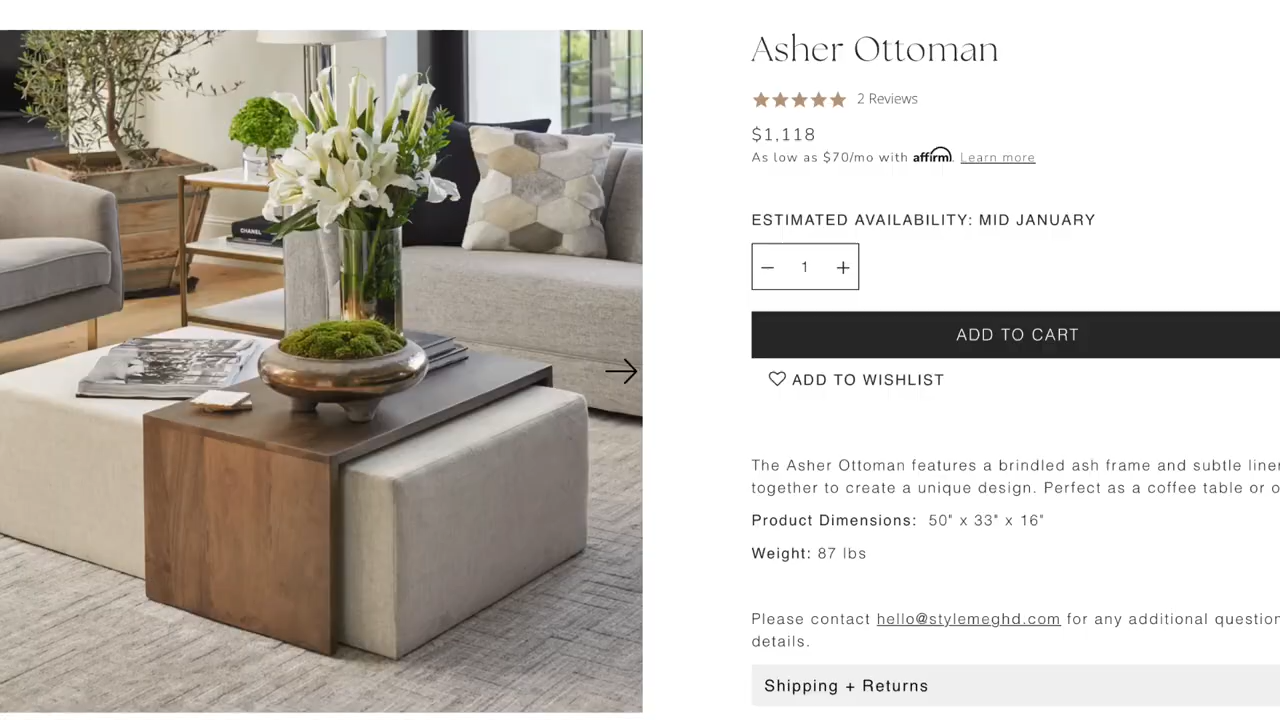 Asher Ottoman
2 Reviews
$1,118
As low as $70/mo with affirm. Learn more
ESTIMATED AVAILABILITY: MID JANUARY
− 1 +
ADD TO CART
ADD TO WISHLIST
The Asher Ottoman features a brindled ash frame and subtle
together to create a unique design. Perfect as a coffee table or
Product Dimensions: 50" x 33" x 16"
Weight: 87 lbs
Please contact hello@stylemeghd.com for any additional
details.
Shipping + Returns
CHANEL